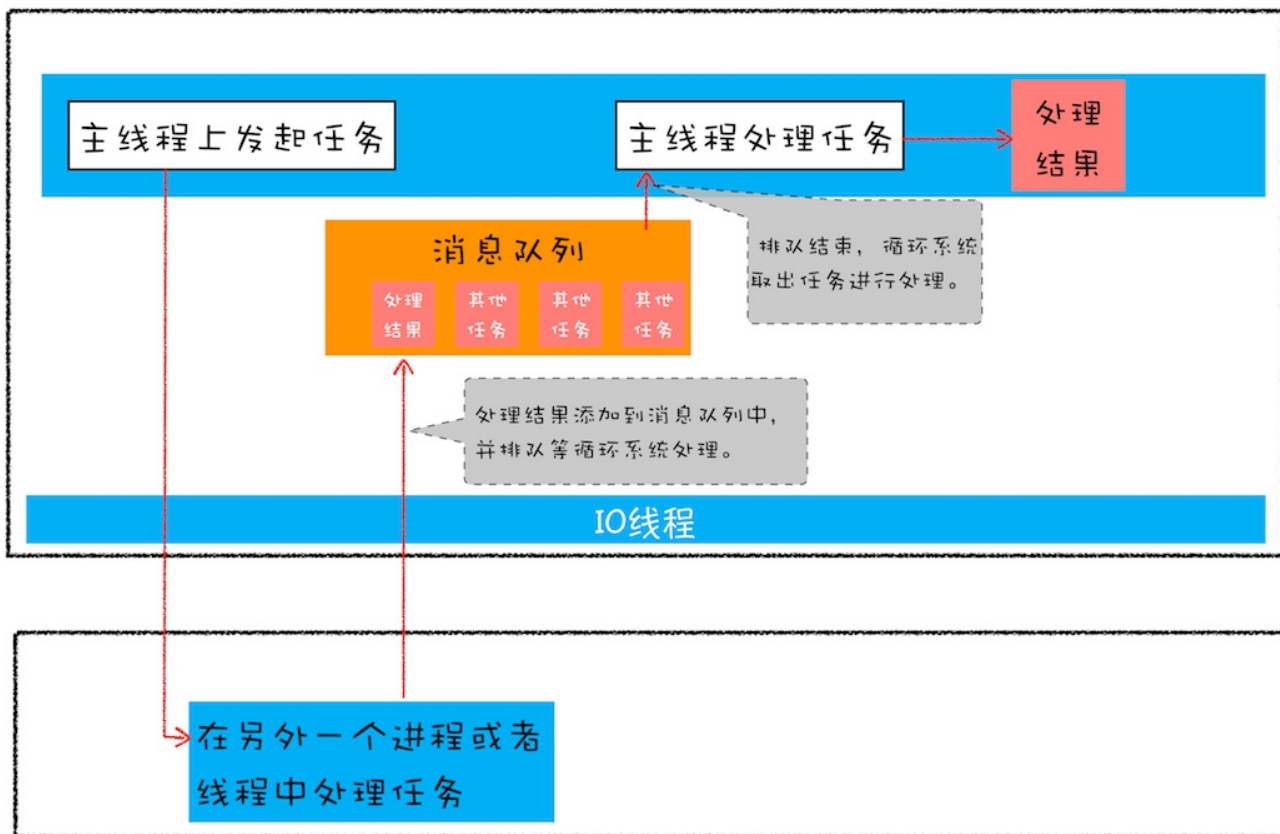 主线程上发起任务
主线程处理任务
处理
结果
消息队列
处理
结果
其他
任务
其他
任务
其他
任务
排队结束，循环系统
取出任务进行处理。
处理结果添加到消息队列中，
并排队等循环系统处理。
IO线程
在另外一个进程或者
线程中处理任务